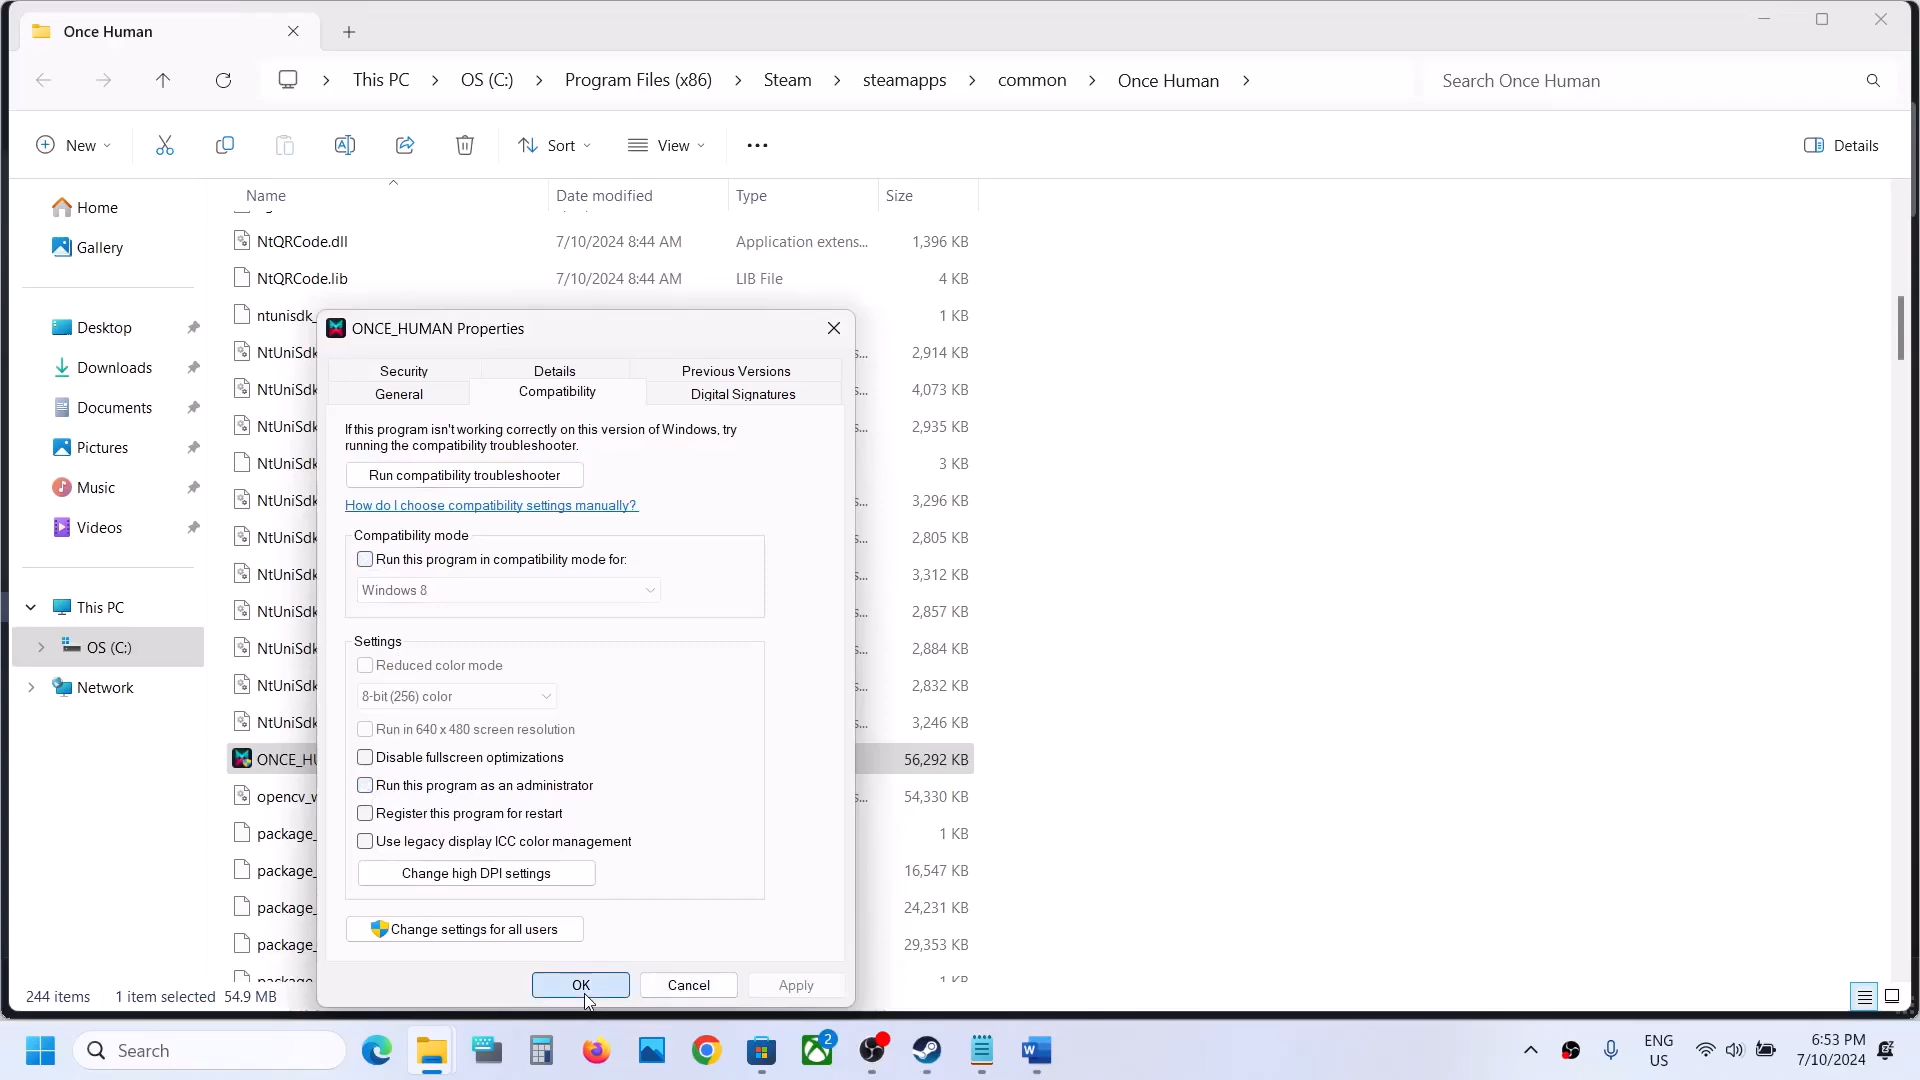 Once Human
This PC
OS (C:)
Program Files (x86)
Steam
steamapps
common
Once Human
Search Once Human
New
Sort
View
Details
Name
Date modified
Type
Size
Home
Gallery
Desktop
Downloads
Documents
Pictures
Music
Videos
This PC
OS (C:)
Network
NtQRCode.dll 7/10/2024 8:44 AM Application extens... 1,396 KB
NtQRCode.lib 7/10/2024 8:44 AM LIB File 4 KB
ntunisdk_ 1 KB
NtUniSdk 2,914 KB
NtUniSdk 4,073 KB
NtUniSdk 2,935 KB
NtUniSdk 3 KB
NtUniSdk 3,296 KB
NtUniSdk 2,805 KB
NtUniSdk 3,312 KB
NtUniSdk 2,857 KB
NtUniSdk 2,884 KB
NtUniSdk 2,832 KB
NtUniSdk 3,246 KB
ONCE_HU 56,292 KB
opencv_w 54,330 KB
package_ 1 KB
package_ 16,547 KB
package_ 24,231 KB
package_ 29,353 KB
ONCE_HUMAN Properties
Security
Details
Previous Versions
General
Compatibility
Digital Signatures
If this program isn't working correctly on this version of Windows, try
running the compatibility troubleshooter.
Run compatibility troubleshooter
How do I choose compatibility settings manually?
Compatibility mode
Run this program in compatibility mode for:
Windows 8
Settings
Reduced color mode
8-bit (256) color
Run in 640 x 480 screen resolution
Disable fullscreen optimizations
Run this program as an administrator
Register this program for restart
Use legacy display ICC color management
Change high DPI settings
Change settings for all users
OK
Cancel
Apply
244 items
1 item selected 54.9 MB
Search
2
ENG
US
6:53 PM
7/10/2024